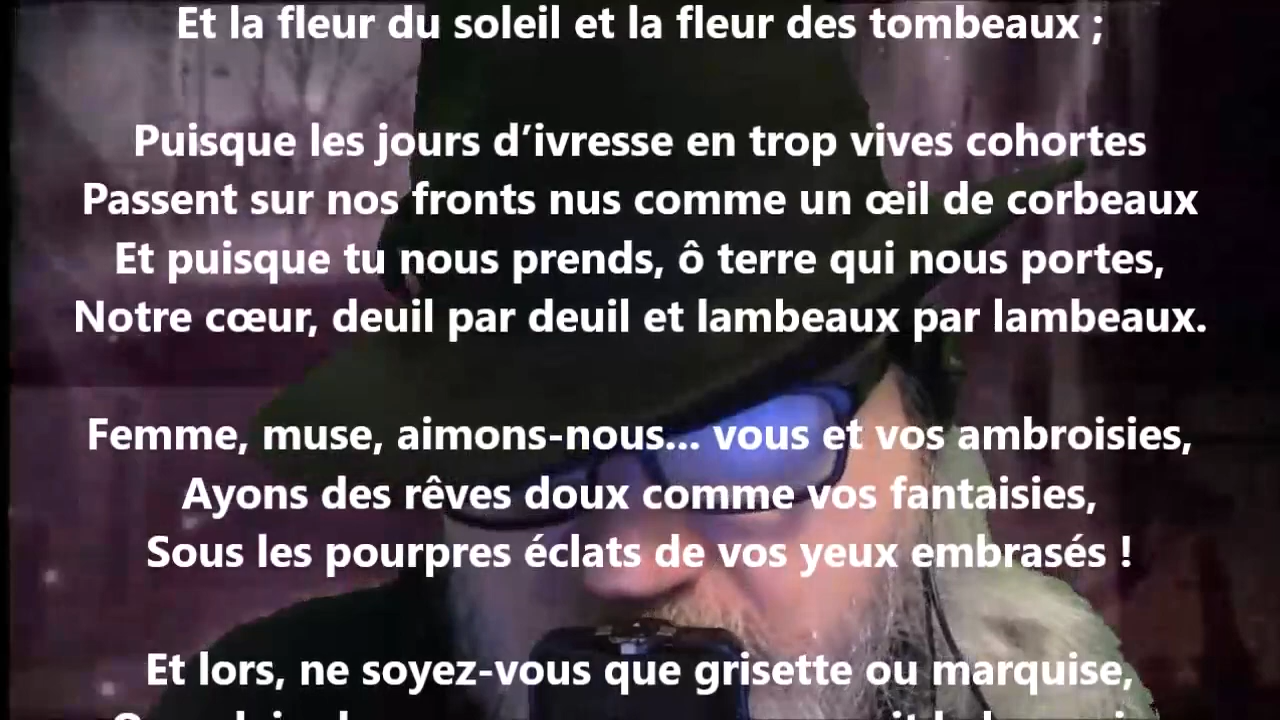 Et la fleur du soleil et la fleur des tombeaux ;
Puisque les jours d’ivresse en trop vives cohortes
Passent sur nos fronts nus comme un œil de corbeaux
Et puisque tu nous prends, ô terre qui nous portes,
Notre cœur, deuil par deuil et lambeaux par lambeaux.
Femme, muse, aimons-nous... vous et vos ambroisies,
Ayons des rêves doux comme vos fantaisies,
Sous les pourpres éclats de vos yeux embrasés !
Et lors, ne soyez-vous que grisette ou marquise,